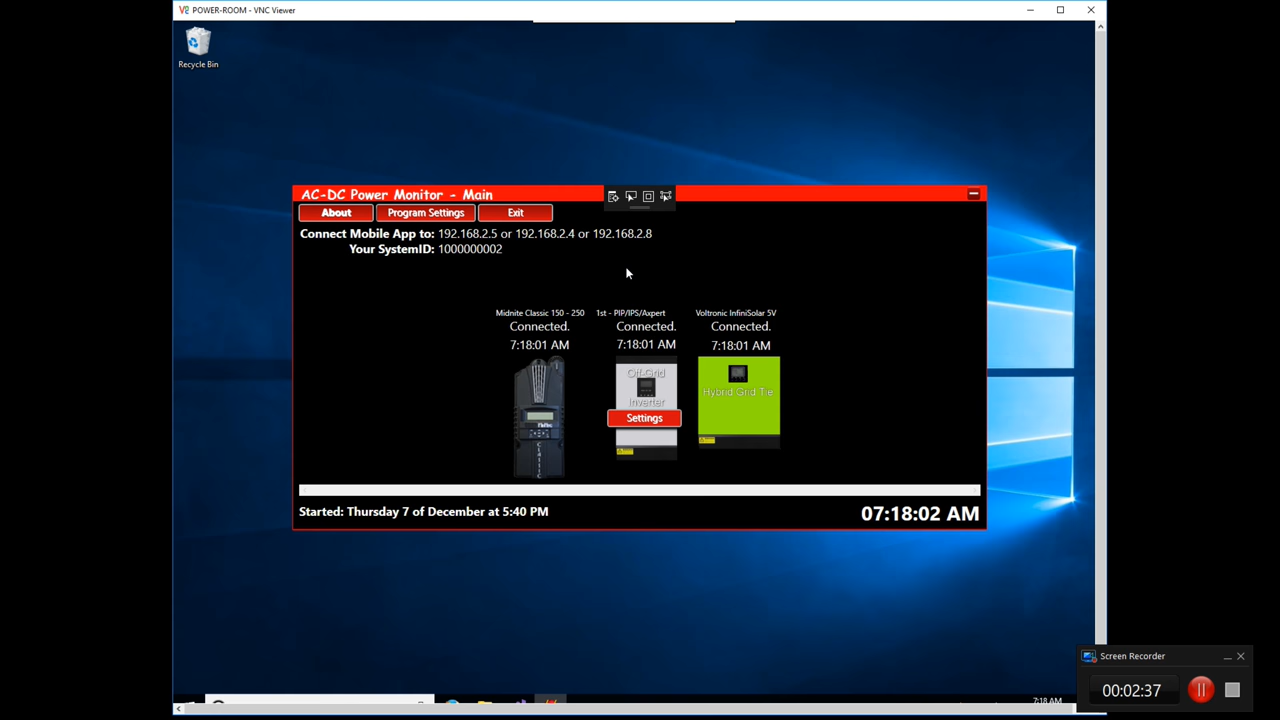 POWER-ROOM - VNC Viewer
Recycle Bin
AC-DC Power Monitor - Main
About
Program Settings
Exit
Connect Mobile App to: 192.168.2.5 or 192.168.2.4 or 192.168.2.8
Your SystemID: 1000000002
Midnite Classic 150 - 250
1st - PIP/IPS/Axpert
Voltronic InfiniSolar 5V
Connected.
Connected.
Connected.
7:18:01 AM
7:18:01 AM
7:18:01 AM
Off-Grid
Inverter
Hybrid Grid Tie
Settings
Started: Thursday 7 of December at 5:40 PM
07:18:02 AM
Screen Recorder
00:02:37
7:18 AM